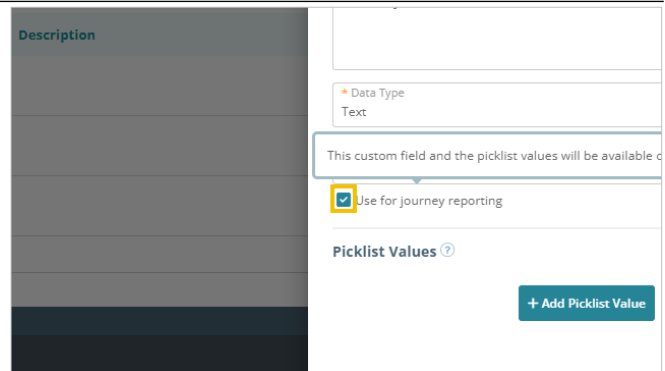 Description
* Data Type
Text
This custom field and the picklist values will be available
Use for journey reporting
Picklist Values ?
+ Add Picklist Value